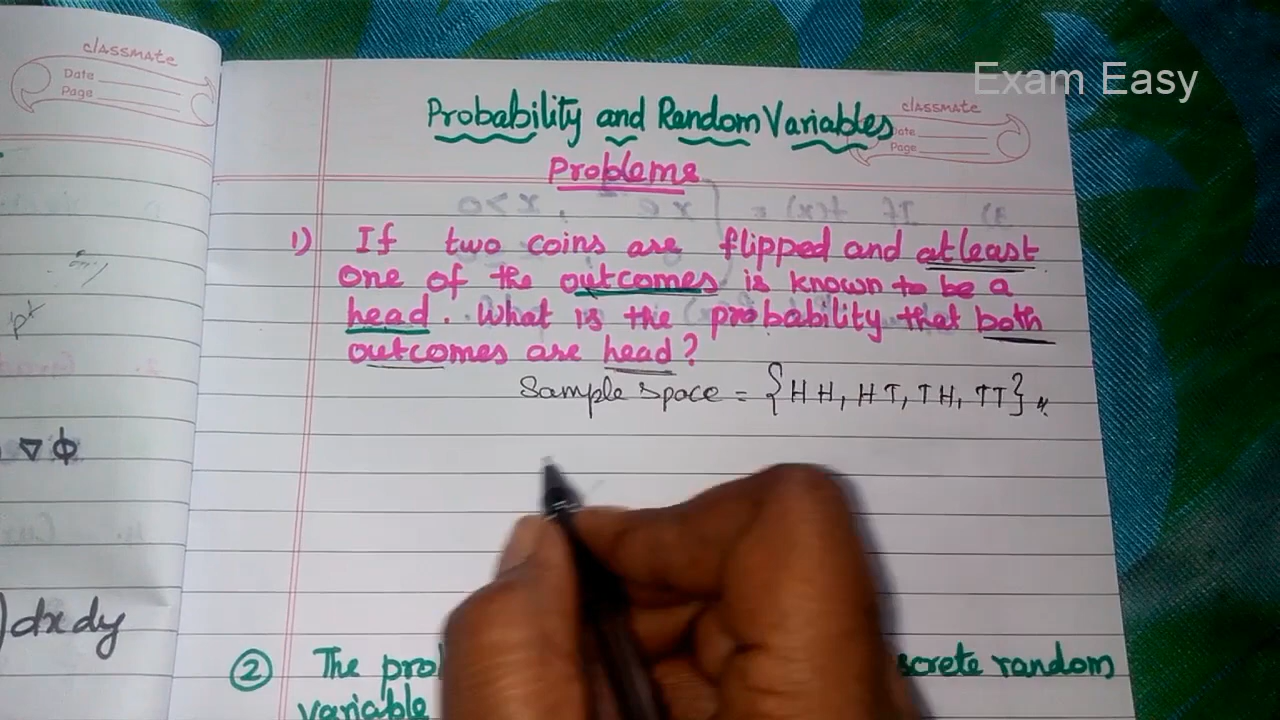 Exam Easy
classmate
Date
Page
classmate
Date
Page
Probability and Random Variables
Problems
1) If two coins are flipped and atleast
one of the outcomes is known to be a
head. What is the probability that both
outcomes are head?
Sample space = {HH, HT, TH, TT}
∇ϕ
)dxdy
② The screte random
variable